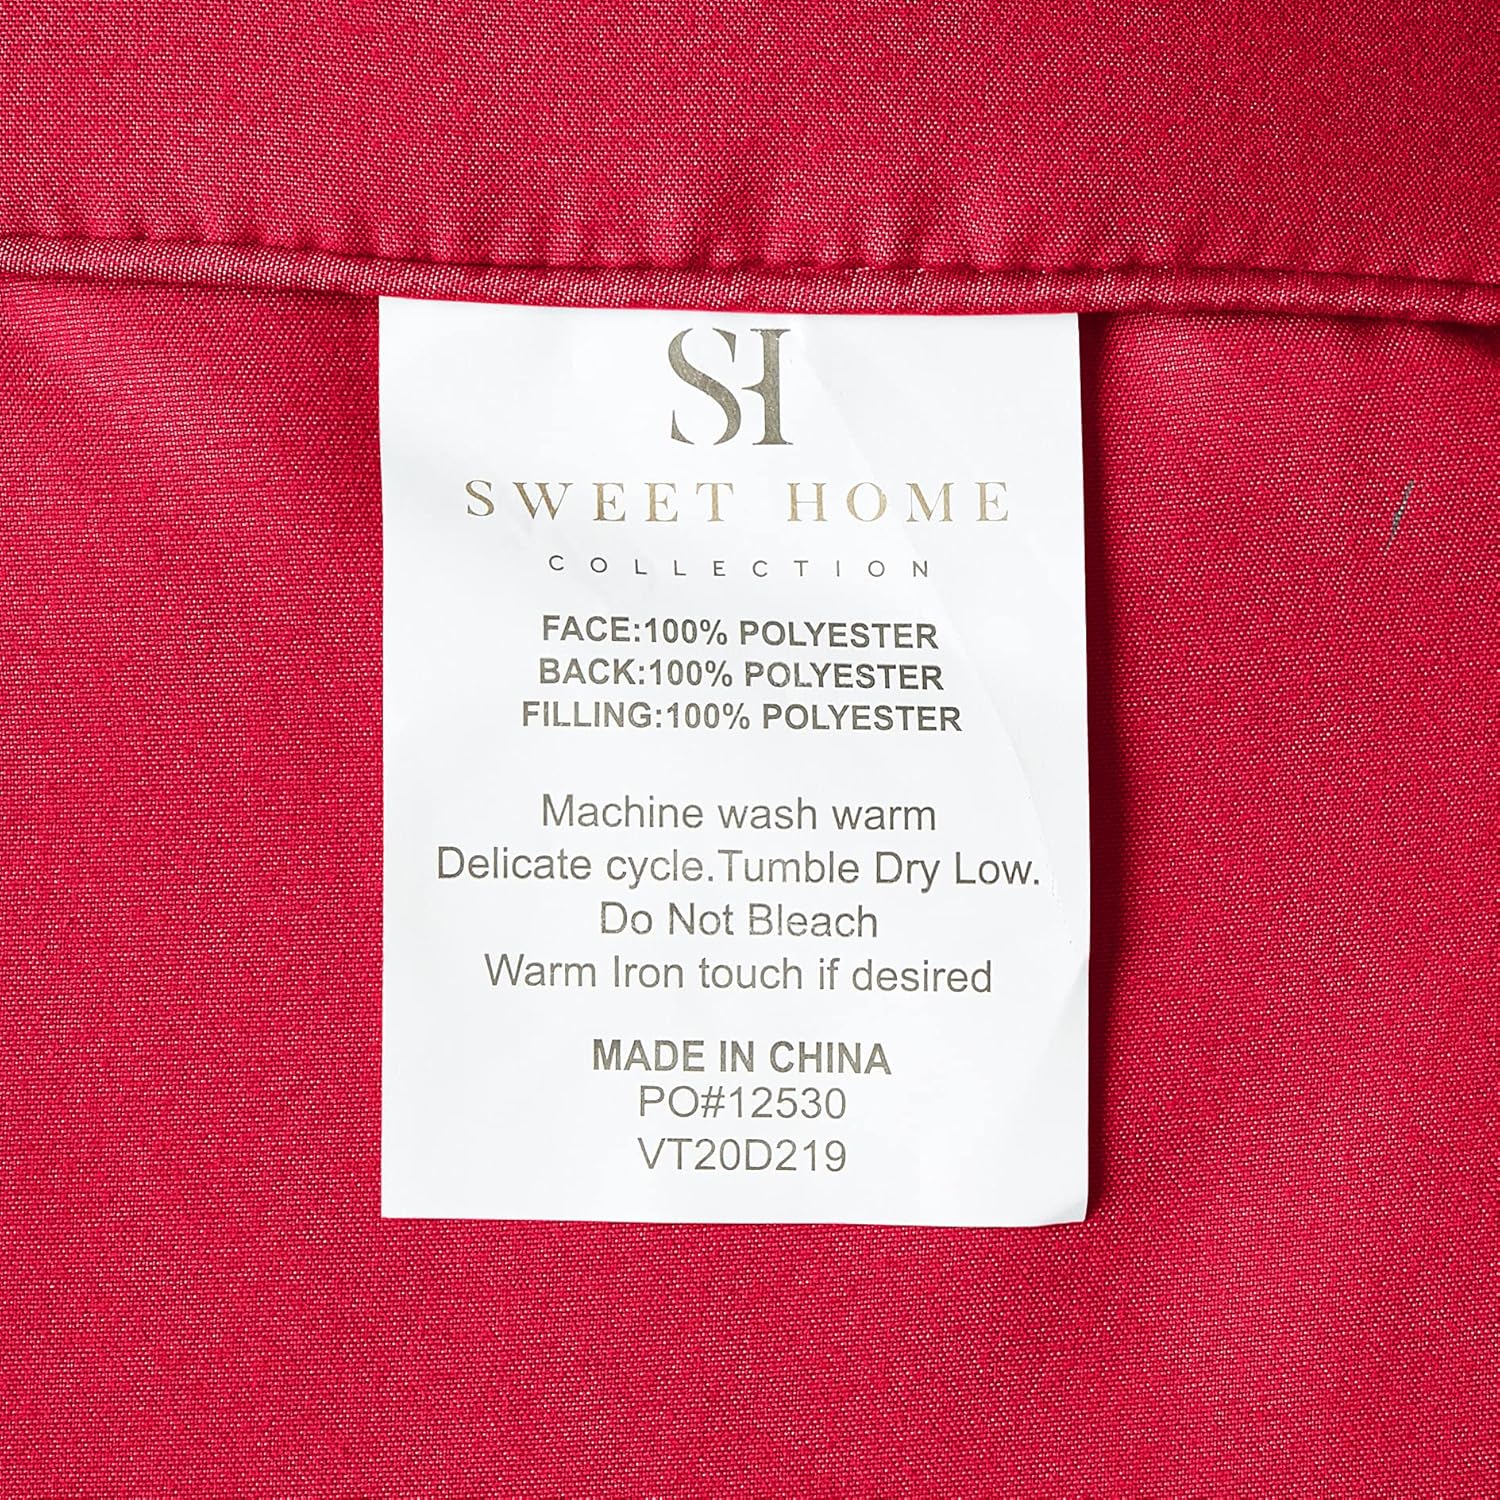 SH
SWEET HOME
COLLECTION
FACE:100% POLYESTER
BACK:100% POLYESTER
FILLING:100% POLYESTER
Machine wash warm
Delicate cycle.Tumble Dry Low.
Do Not Bleach
Warm Iron touch if desired
MADE IN CHINA
PO#12530
VT20D219